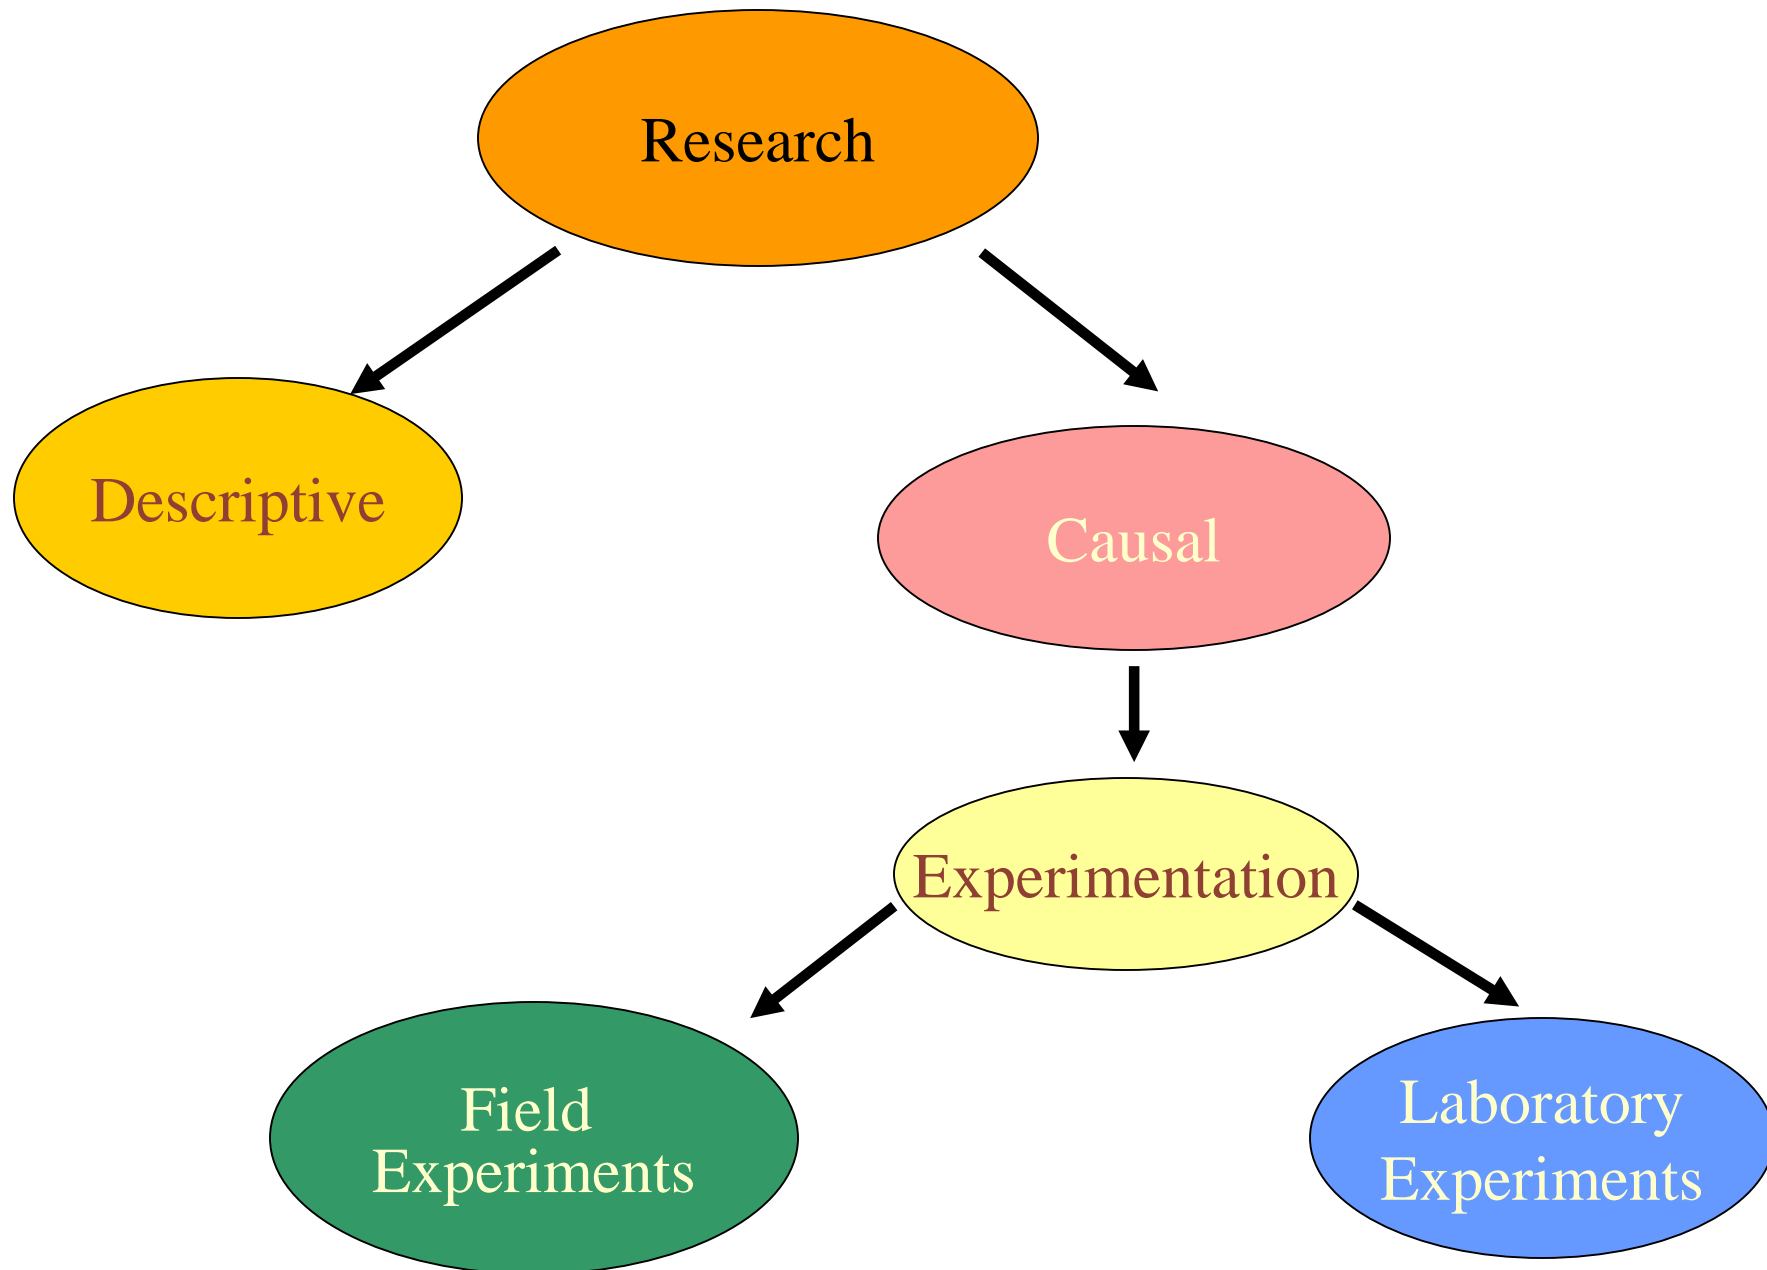 Research
Descriptive
Causal
Experimentation
Field
Experiments
Laboratory
Experiments